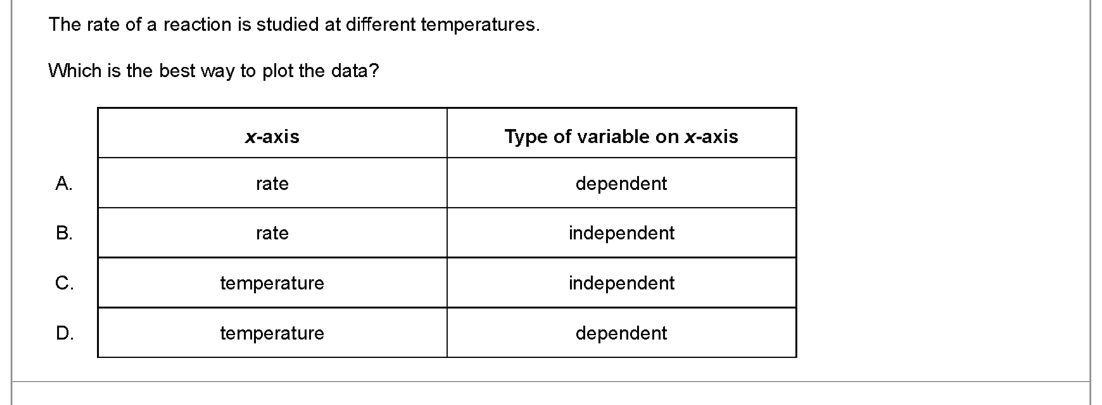 The rate of a reaction is studied at different temperatures.
Which is the best way to plot the data?
x-axis Type of variable on x-axis
A. rate dependent
B. rate independent
C. temperature independent
D. temperature dependent